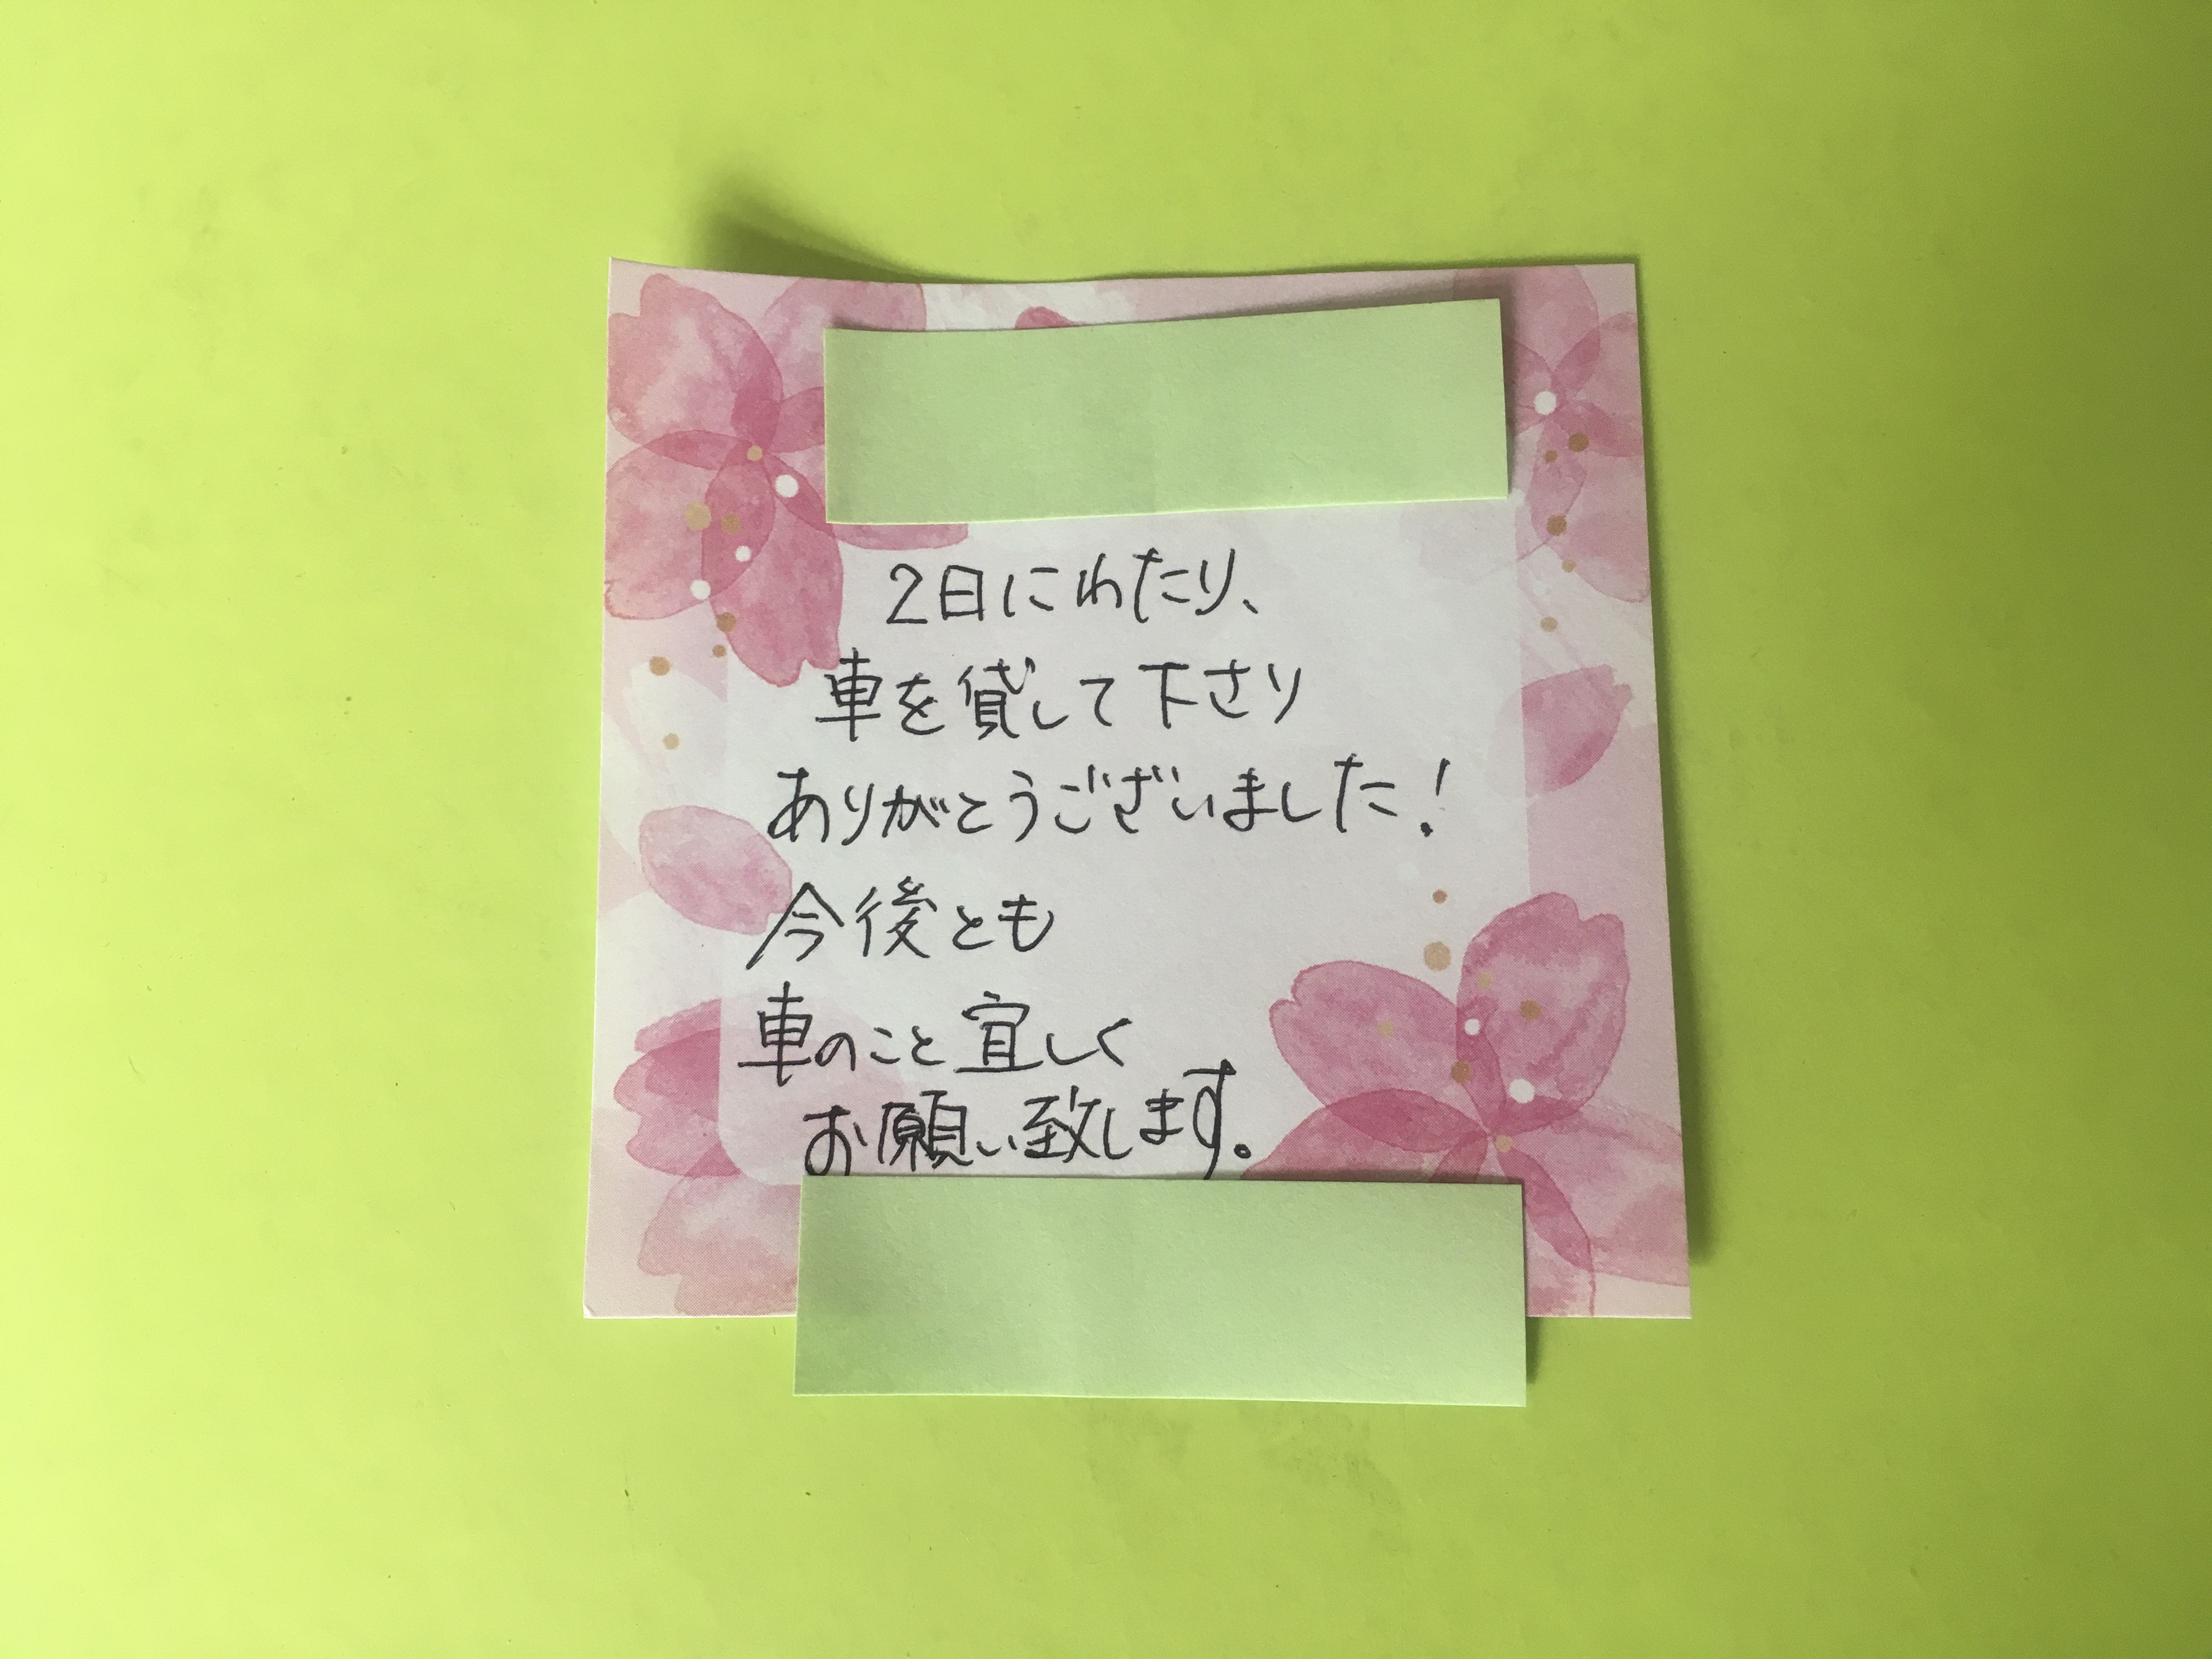 2日にわたり、
車を貸して下さり
ありがとうございました！
今後とも
車のこと宜しく
お願い致します。